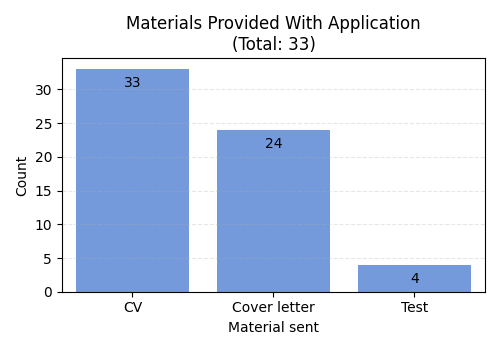 Materials Provided With Application
(Total: 33)
Count
30
25
20
15
10
5
0
33
24
4
CV
Cover letter
Test
Material sent